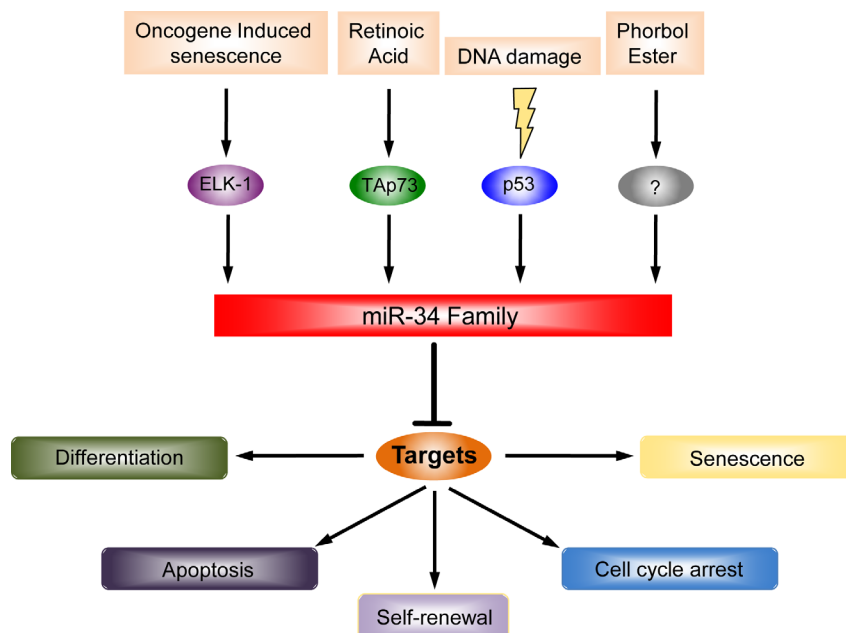 Oncogene Induced
senescence
Retinoic
Acid
DNA damage
Phorbol
Ester
ELK-1
TAp73
p53
?
miR-34 Family
Targets
Differentiation
Senescence
Apoptosis
Cell cycle arrest
Self-renewal